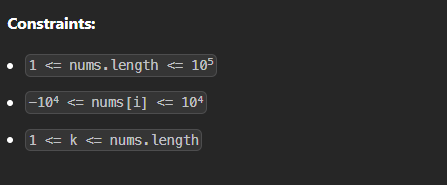 Constraints:
1 <= nums.length <= 10⁵
-10⁴ <= nums[i] <= 10⁴
1 <= k <= nums.length